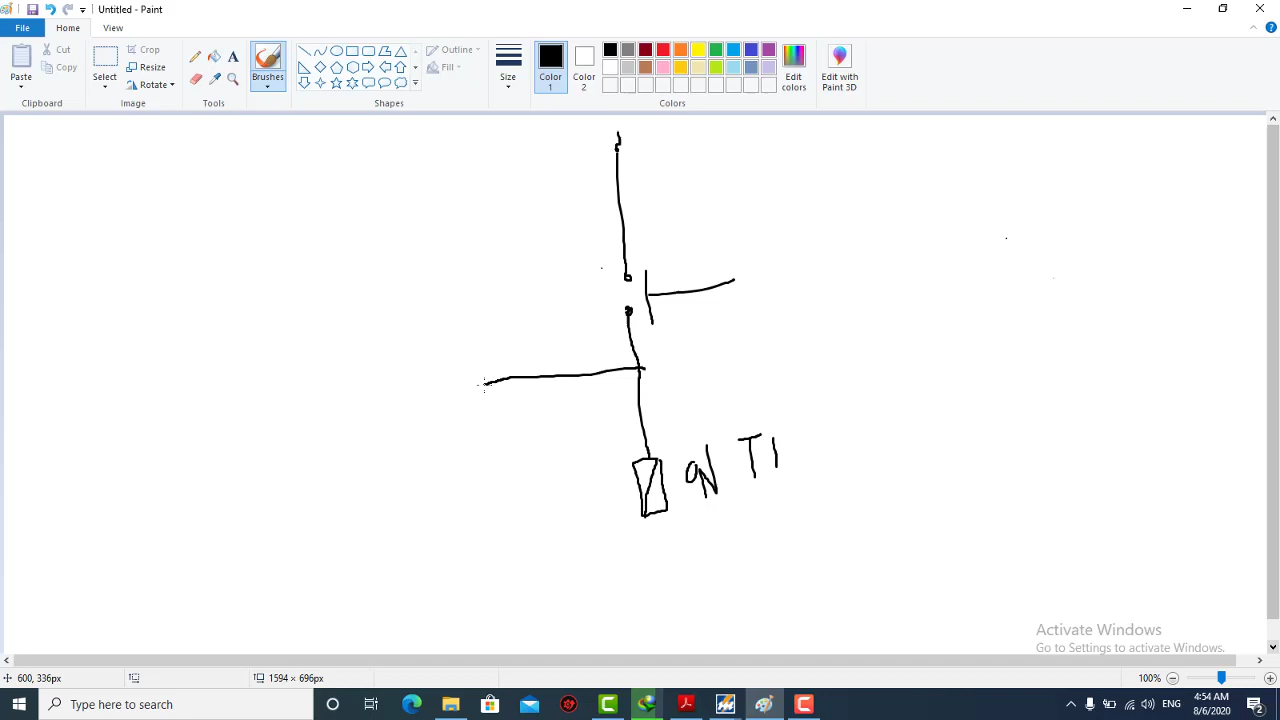 Untitled - Paint
File Home View
Paste
Cut
Copy
Clipboard
Select
Crop
Resize
Rotate
Image
Tools
Brushes
Outline
Fill
Shapes
Size
Color 1
Color 2
Edit colors
Colors
Edit with Paint 3D
T1
Activate Windows
Go to Settings to activate Windows.
600, 336px
1594 × 696px
100%
Type here to search
ENG
4:54 AM
8/6/2020
2